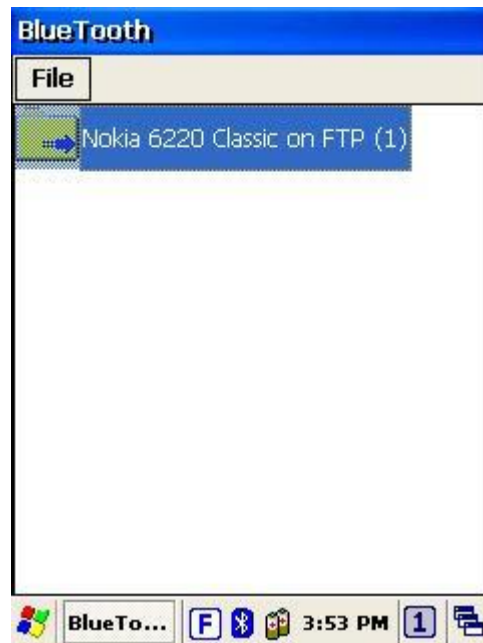 BlueTooth
File
Nokia 6220 Classic on FTP (1)
BlueTo... F 3:53 PM 1